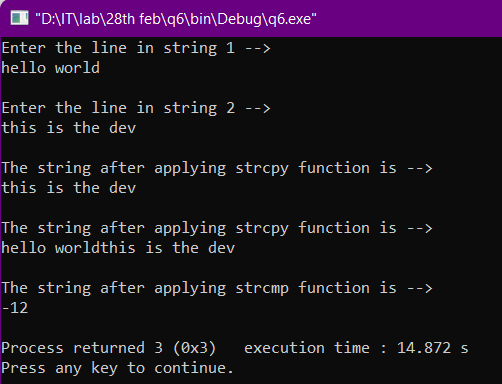 "D:\IT\lab\28th feb\q6\bin\Debug\q6.exe"
Enter the line in string 1 -->
hello world
Enter the line in string 2 -->
this is the dev
The string after applying strcpy function is -->
this is the dev
The string after applying strcpy function is -->
hello worldthis is the dev
The string after applying strcmp function is -->
-12
Process returned 3 (0x3)   execution time : 14.872 s
Press any key to continue.